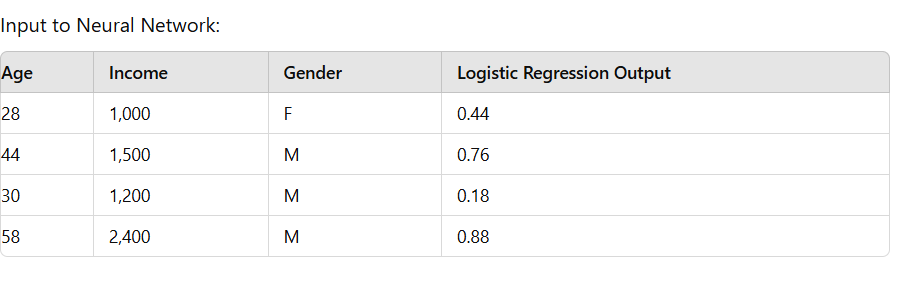 Input to Neural Network:
Age Income Gender Logistic Regression Output
28 1,000 F 0.44
44 1,500 M 0.76
30 1,200 M 0.18
58 2,400 M 0.88